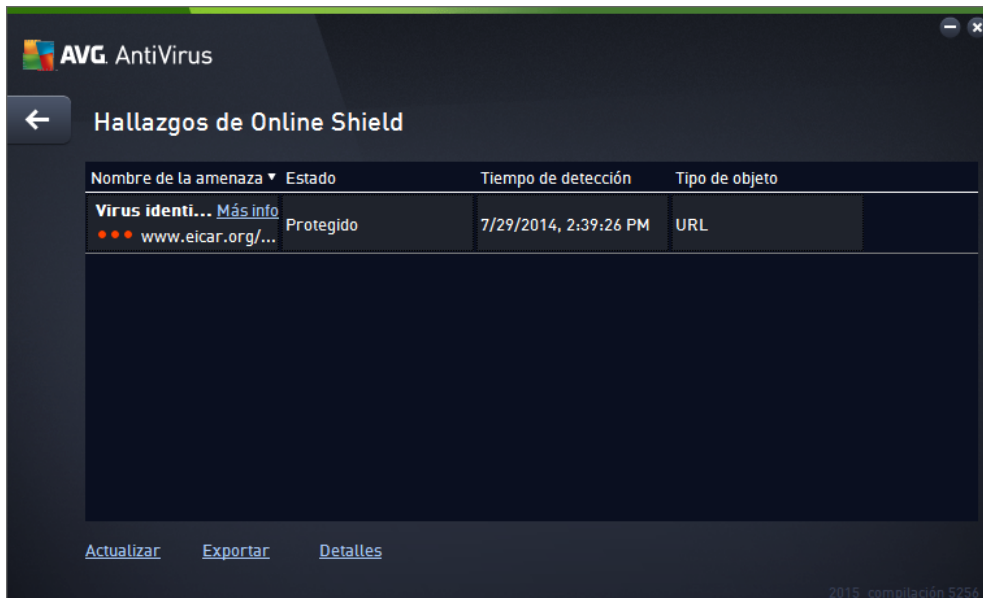 AVG. AntiVirus
Hallazgos de Online Shield
Nombre de la amenaza ▼ Estado Tiempo de detección Tipo de objeto
Virus identi... Más info
www.eicar.org/... Protegido 7/29/2014, 2:39:26 PM URL
Actualizar Exportar Detalles
2015 compilación 5256